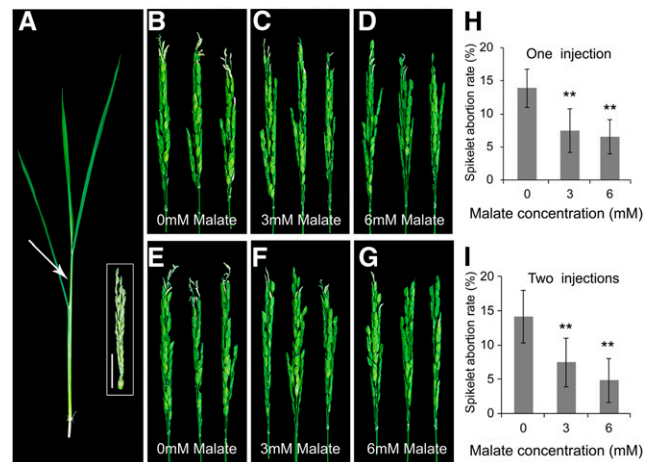 A
B
C
D
0mM Malate
3mM Malate
6mM Malate
E
F
G
0mM Malate
3mM Malate
6mM Malate
H
One injection
Spikelet abortion rate (%)
20
15
10
5
0
**
**
0 3 6
Malate concentration (mM)
I
Two injections
Spikelet abortion rate (%)
20
15
10
5
0
**
**
0 3 6
Malate concentration (mM)